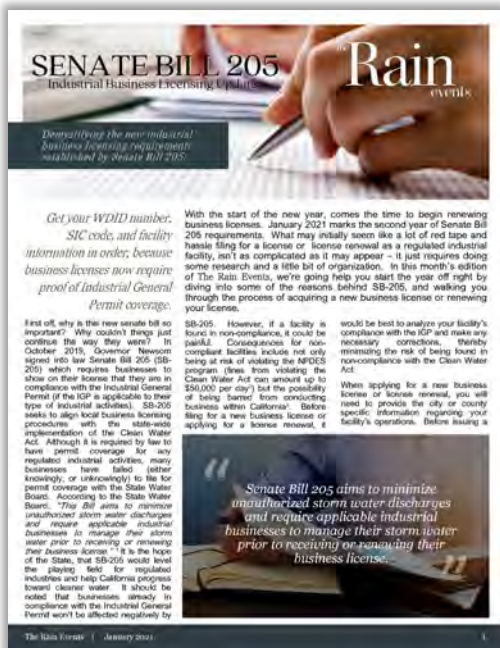 SENATE BILL 205
Industrial Business Licensing Update
the
Rain
events
Demystifying the new industrial
business licensing requirements
established by Senate Bill 205
Get your WDID number,
SIC code, and facility
information in order, because
business licenses now require
proof of Industrial General
Permit coverage.
With the start of the new year, comes the time to begin renewing
business licenses. January 2021 marks the second year of Senate Bill
205 requirements. What may initially seem like a lot of red tape and
hassle filing for a license or license renewal as a regulated industrial
facility, isn't as complicated as it may appear – it just requires doing
some research and a little bit of organization. In this month's edition
of The Rain Events, we're going help you start the year off right by
diving into some of the reasons behind SB-205, and walking you
through the process of acquiring a new business license or renewing
your license.
First off, why is this new senate bill so
important? Why couldn't things just
continue the way they were? In
October 2019, Governor Newsom
signed into law Senate Bill 205 (SB-
205) which requires businesses to
show on their license that they are in
compliance with the Industrial General
Permit (if the IGP is applicable to their
type of industrial activities). SB-205
seeks to align local business licensing
procedures with the state-wide
implementation of the Clean Water
Act. Although it is required by law to
have permit coverage for any
regulated industrial activities, many
businesses have failed (either
knowingly, or unknowingly) to file for
permit coverage with the State Water
Board. According to the State Water
Board, "This Bill aims to minimize
unauthorized storm water discharges
and require applicable industrial
businesses to manage their storm
water prior to receiving or renewing
their business license." It is the hope
of the State, that SB-205 would level
the playing field for regulated
industries and help California progress
toward cleaner water. It should be
noted that businesses already in
compliance with the Industrial General
Permit won't be affected negatively by
SB-205. However, if a facility is
found in non-compliance, it could be
painful. Consequences for non-
compliant facilities include not only
being at risk of violating the NPDES
program (fines from violating the
Clean Water Act can amount up to
$50,000 per day) but the possibility
of being barred from conducting
business within California. Before
filing for a new business license or
applying for a license renewal, it
would be best to analyze your facility's
compliance with the IGP and make any
necessary corrections, thereby
minimizing the risk of being found in
non-compliance with the Clean Water
Act.
When applying for a new business
license or license renewal, you will
need to provide the city or county
specific information regarding your
facility's operations. Before issuing a
"Senate Bill 205 aims to minimize
unauthorized storm water discharges
and require applicable industrial
businesses to manage their storm water
prior to receiving or renewing their
business license."
The Rain Events | January 2021
1